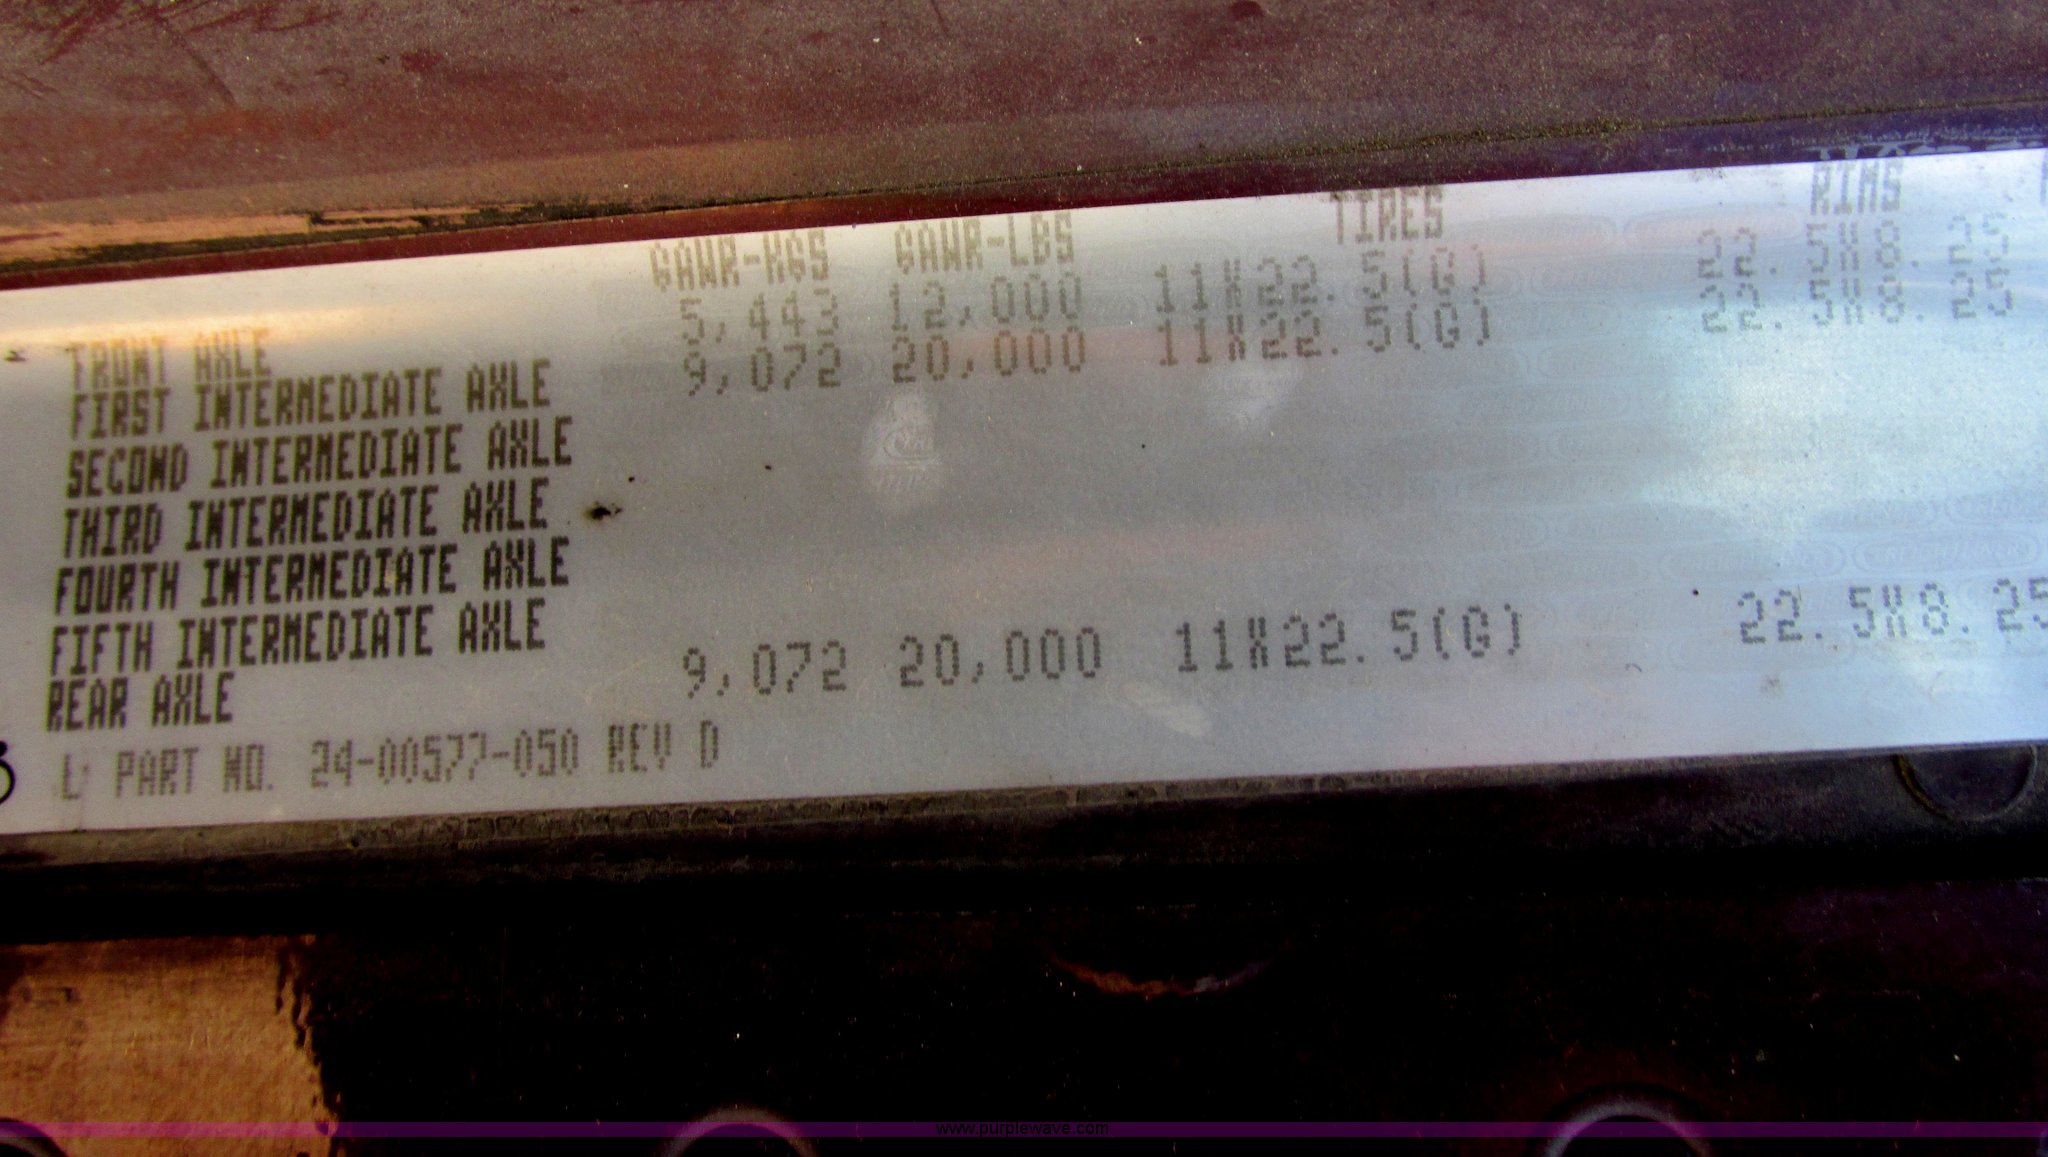 GAWR-KGS GAWR-LBS TIRES RIMS
FRONT AXLE 5,443 12,000 11X22.5(G) 22.5X8.25
FIRST INTERMEDIATE AXLE 9,072 20,000 11X22.5(G) 22.5X8.25
SECOND INTERMEDIATE AXLE
THIRD INTERMEDIATE AXLE
FOURTH INTERMEDIATE AXLE
FIFTH INTERMEDIATE AXLE
REAR AXLE 9,072 20,000 11X22.5(G) 22.5X8.25
PART NO. 24-00577-050 REV D
www.purplewave.com